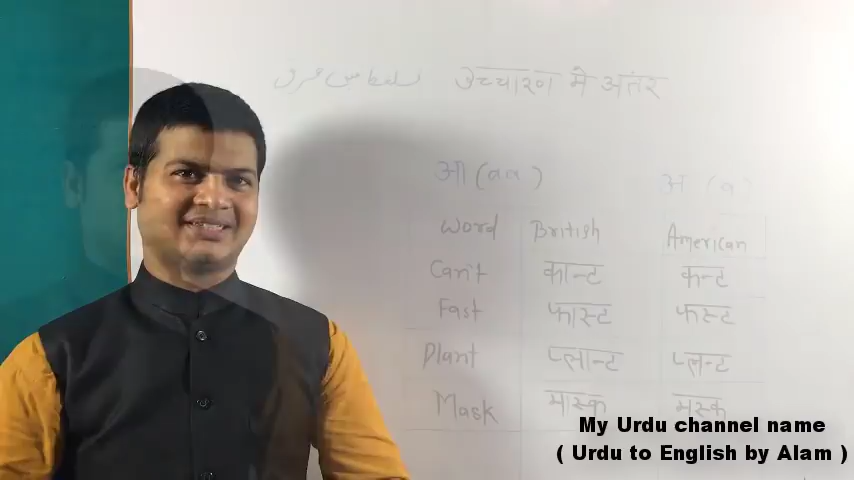 उच्चारण में अंतर
आ (aa) अ (a)
Word British American
Can't कान्ट कन्ट
Fast फास्ट फस्ट
Plant प्लान्ट प्लन्ट
Mask मास्क मस्क
My Urdu channel name
( Urdu to English by Alam )